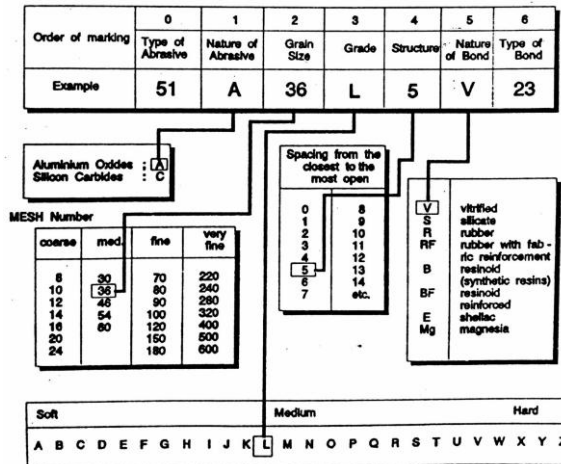 0 1 2 3 4 5 6
Order of marking Type of Abrasive Nature of Abrasive Grain Size Grade Structure Nature of Bond Type of Bond
Example 51 A 36 L 5 V 23
Aluminium Oxides : A
Silicon Carbides : C
Spacing from the closest to the most open
0 8
1 9
2 10
3 11
4 12
5 13
6 14
7 etc.
V vitrified
S silicate
R rubber
RF rubber with fab-
ric reinforcement
B resinoid
(synthetic resins)
BF resinoid
reinforced
E shellac
Mg magnesia
MESH Number
coarse med. fine very fine
8 30 70 220
10 36 80 240
12 46 90 280
14 54 100 320
16 60 120 400
20 150 500
24 180 600
Soft Medium Hard
A B C D E F G H I J K L M N O P Q R S T U V W X Y Z